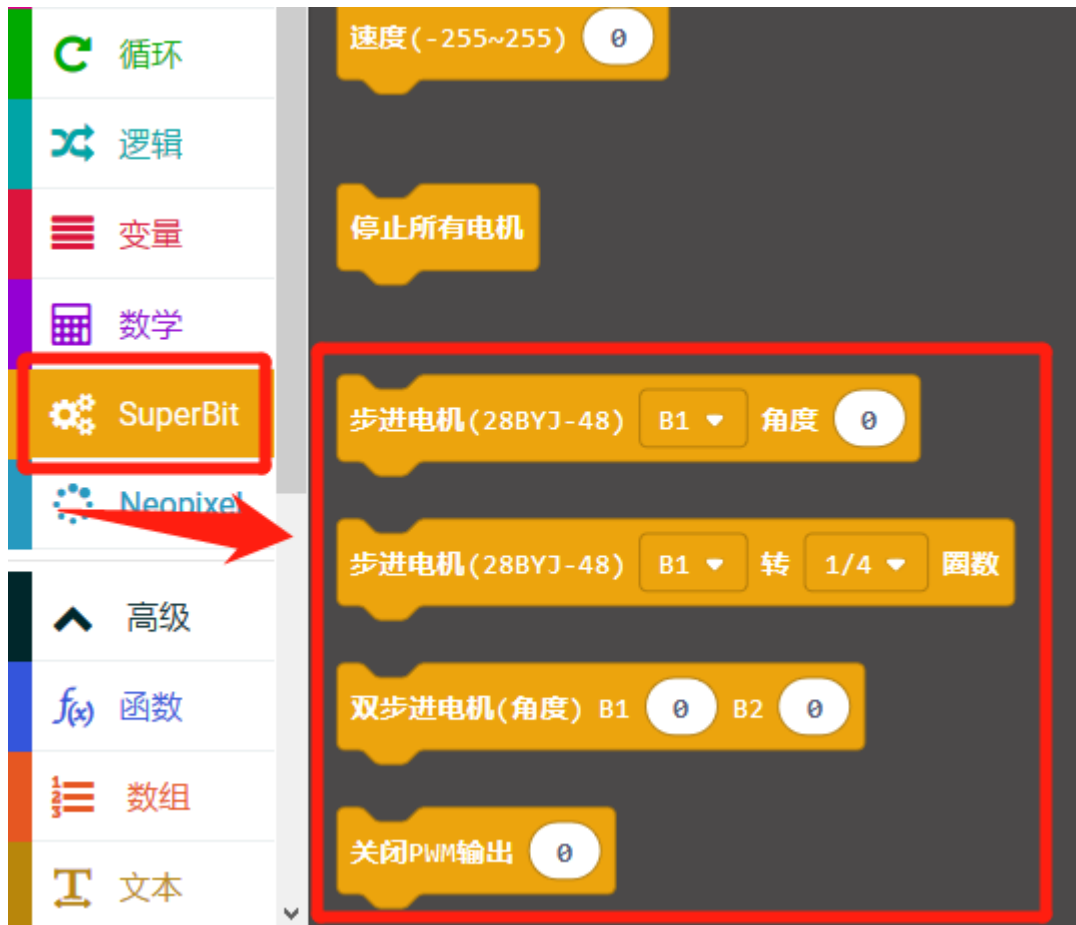 循环
逻辑
变量
数学
SuperBit
Neopixel
高级
f(x) 函数
1 2 3 数组
T 文本
速度(-255~255) 0
停止所有电机
步进电机(28BYJ-48) B1 角度 0
步进电机(28BYJ-48) B1 转 1/4 圈数
双步进电机(角度) B1 0 B2 0
关闭PWM输出 0